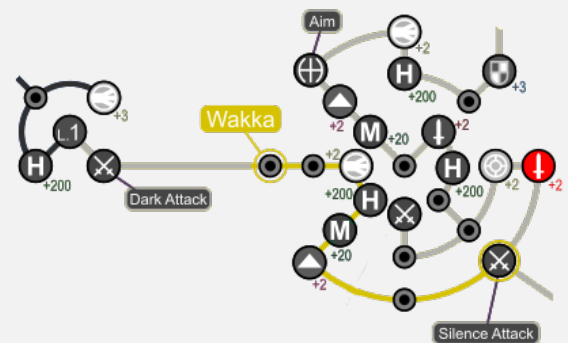 Aim
+2
H
+200
+3
+3
+2
M
+20
+2
L.1
Wakka
+2
H
+200
H
+200
+2
+2
Dark Attack
+200
H
M
+20
+2
Silence Attack